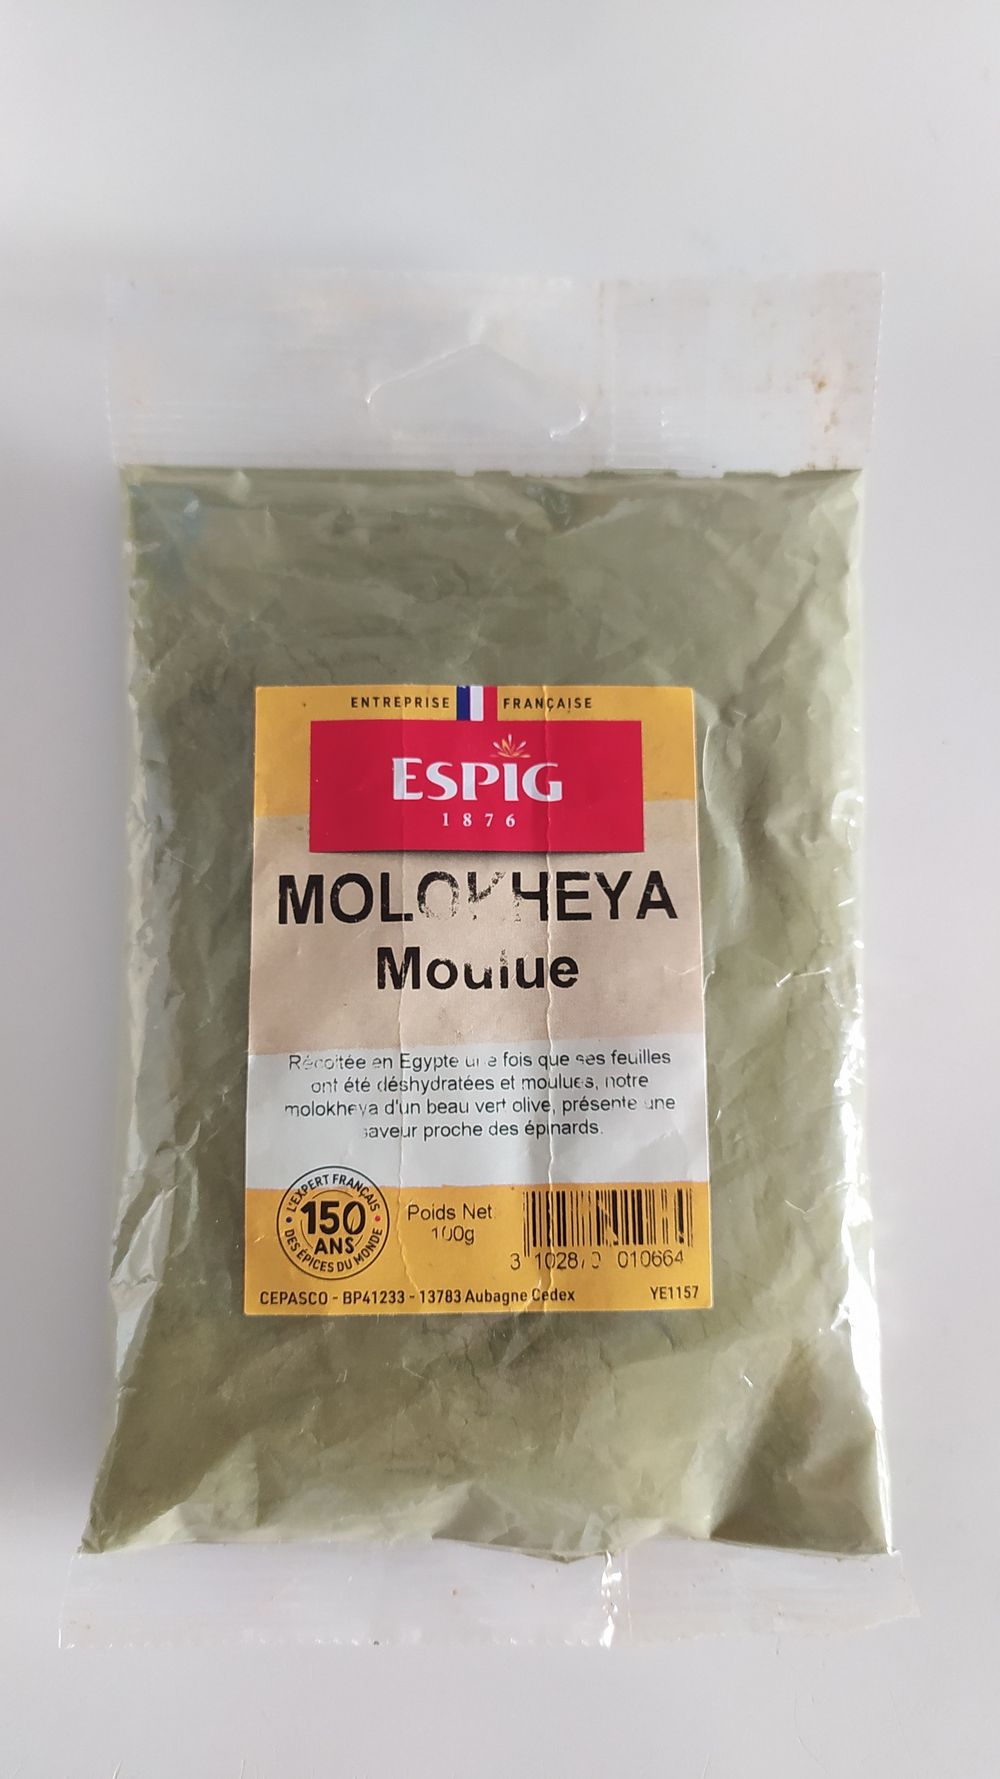 ENTREPRISE FRANÇAISE
ESPIG
1876
MOLOKHEYA
Moulue
Récoltée en Egypte une fois que ses feuilles
ont été déshydratées et moulues, notre
molokheya d'un beau vert olive, présente une
saveur proche des épinards.
L'EXPERT FRANÇAIS
150
ANS
DES ÉPICES DU MONDE
Poids Net
100g
3 010664
CEPASCO - BP41233 - 13783 Aubagne Cedex
YE1157